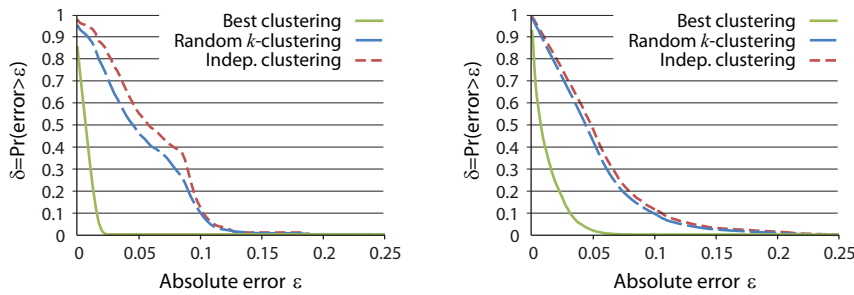 1
0.9
0.8
0.7
0.6
0.5
0.4
0.3
0.2
0.1
0
δ=Pr(error>ε)
Best clustering
Random k-clustering
Indep. clustering
0 0.05 0.1 0.15 0.2 0.25
Absolute error ε
1
0.9
0.8
0.7
0.6
0.5
0.4
0.3
0.2
0.1
0
δ=Pr(error>ε)
Best clustering
Random k-clustering
Indep. clustering
0 0.05 0.1 0.15 0.2 0.25
Absolute error ε